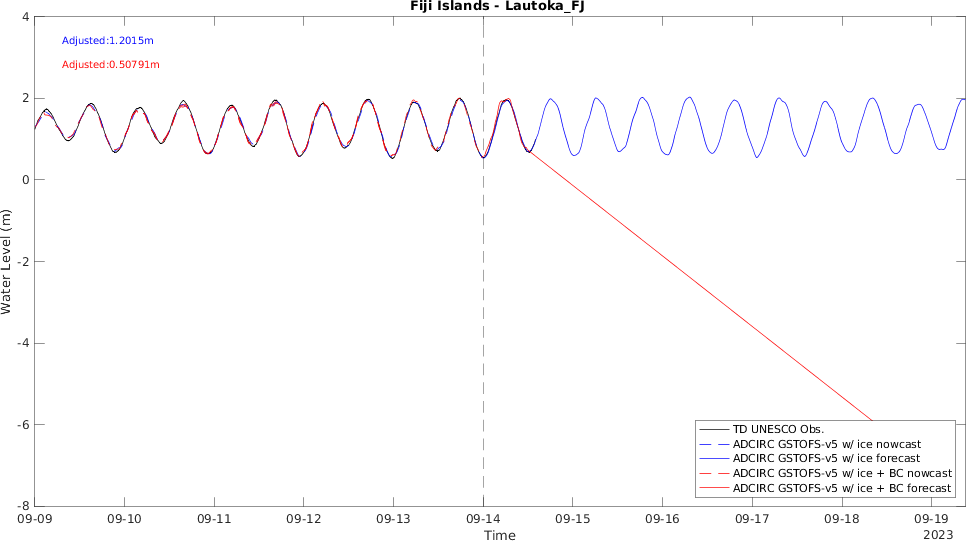 Fiji Islands - Lautoka_FJ
Adjusted:1.2015m
Adjusted:0.50791m
4
2
0
-2
-4
-6
-8
Water Level (m)
TD UNESCO Obs.
ADCIRC GSTOFS-v5 w/ ice nowcast
ADCIRC GSTOFS-v5 w/ ice forecast
ADCIRC GSTOFS-v5 w/ ice + BC nowcast
ADCIRC GSTOFS-v5 w/ ice + BC forecast
09-09 09-10 09-11 09-12 09-13 09-14 09-15 09-16 09-17 09-18 09-19
Time
2023